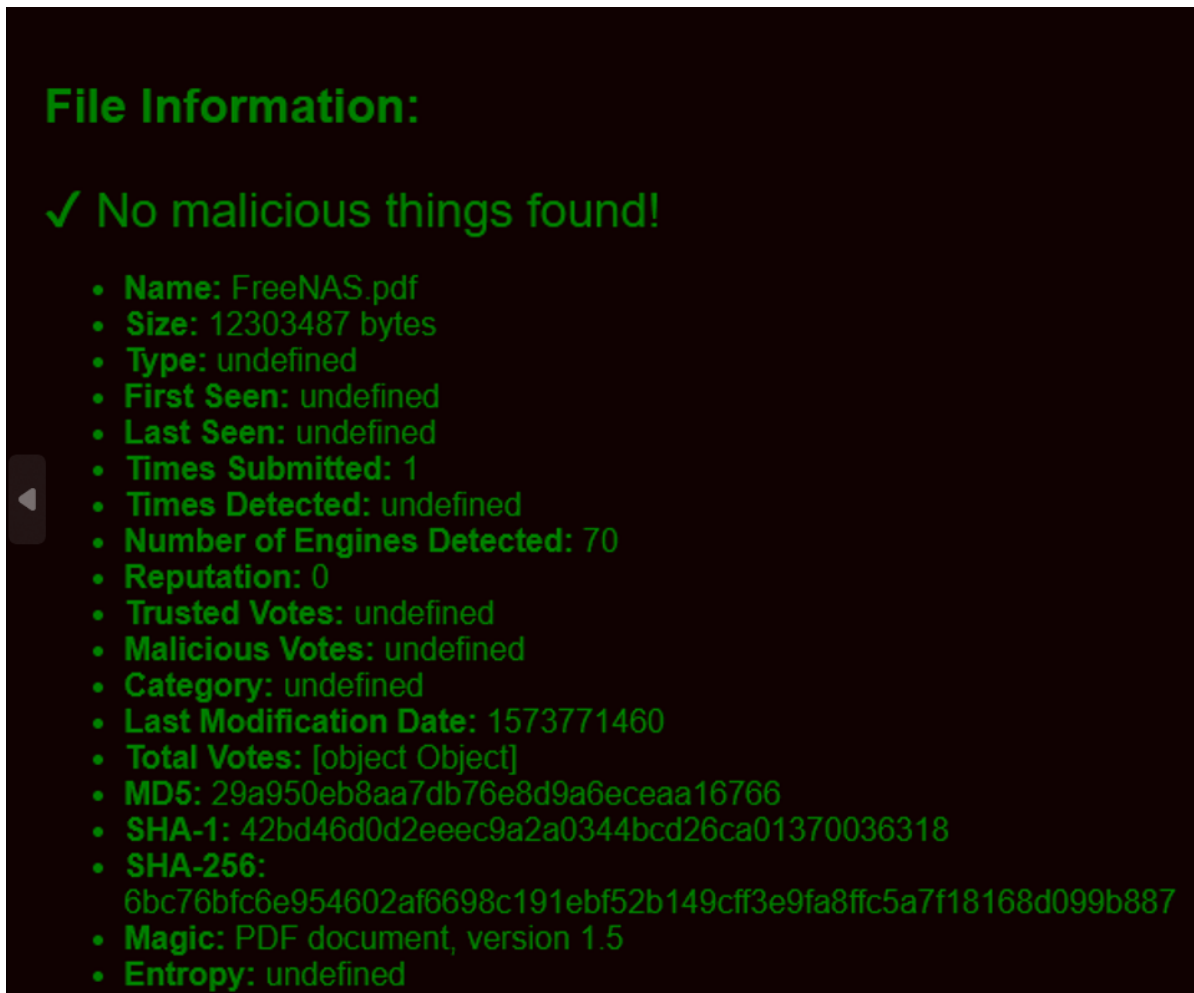 File Information:
✓ No malicious things found!
• Name: FreeNAS.pdf
• Size: 12303487 bytes
• Type: undefined
• First Seen: undefined
• Last Seen: undefined
• Times Submitted: 1
• Times Detected: undefined
• Number of Engines Detected: 70
• Reputation: 0
• Trusted Votes: undefined
• Malicious Votes: undefined
• Category: undefined
• Last Modification Date: 1573771460
• Total Votes: [object Object]
• MD5: 29a950eb8aa7db76e8d9a6eceaa16766
• SHA-1: 42bd46d0d2eeec9a2a0344bcd26ca01370036318
• SHA-256:
6bc76bfc6e954602af6698c191ebf52b149cff3e9fa8ffc5a7f18168d099b887
• Magic: PDF document, version 1.5
• Entropy: undefined